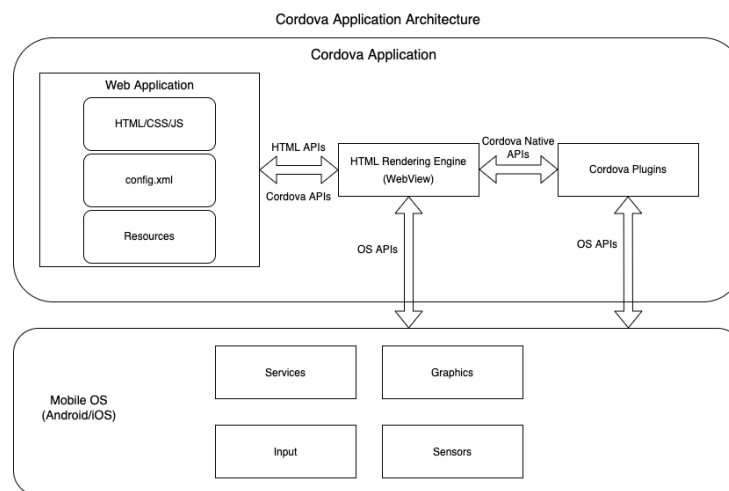 Cordova Application Architecture
Cordova Application
Web Application
HTML/CSS/JS
config.xml
Resources
HTML APIs
Cordova APIs
HTML Rendering Engine
(WebView)
Cordova Native
APIs
Cordova Plugins
OS APIs
OS APIs
Mobile OS
(Android/iOS)
Services
Graphics
Input
Sensors